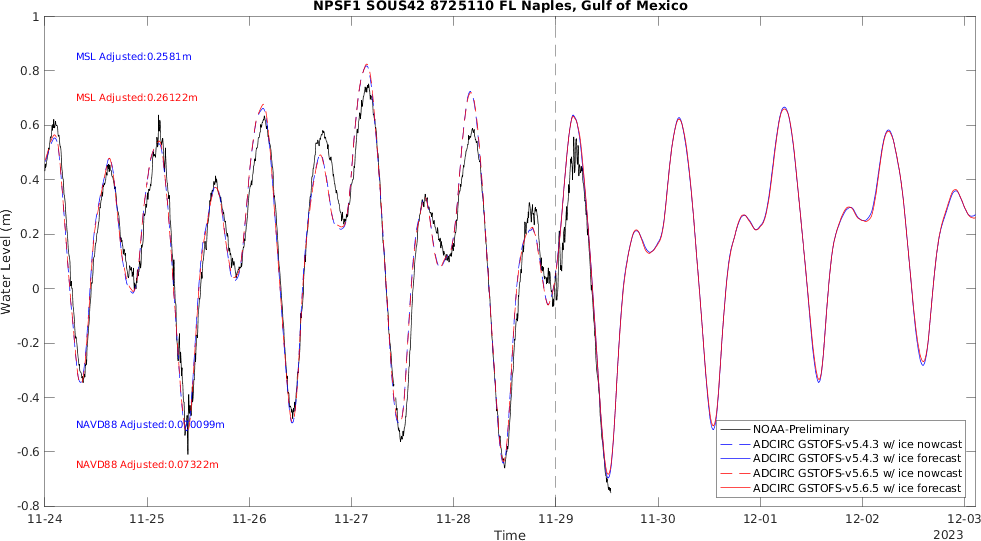 NPSF1 SOUS42 8725110 FL Naples, Gulf of Mexico
1
0.8
0.6
0.4
0.2
0
-0.2
-0.4
-0.6
-0.8
Water Level (m)
MSL Adjusted:0.2581m
MSL Adjusted:0.26122m
NAVD88 Adjusted:0.070099m
NAVD88 Adjusted:0.07322m
NOAA-Preliminary
ADCIRC GSTOFS-v5.4.3 w/ ice nowcast
ADCIRC GSTOFS-v5.4.3 w/ ice forecast
ADCIRC GSTOFS-v5.6.5 w/ ice nowcast
ADCIRC GSTOFS-v5.6.5 w/ ice forecast
11-24
11-25
11-26
11-27
11-28
11-29
11-30
12-01
12-02
12-03
Time
2023